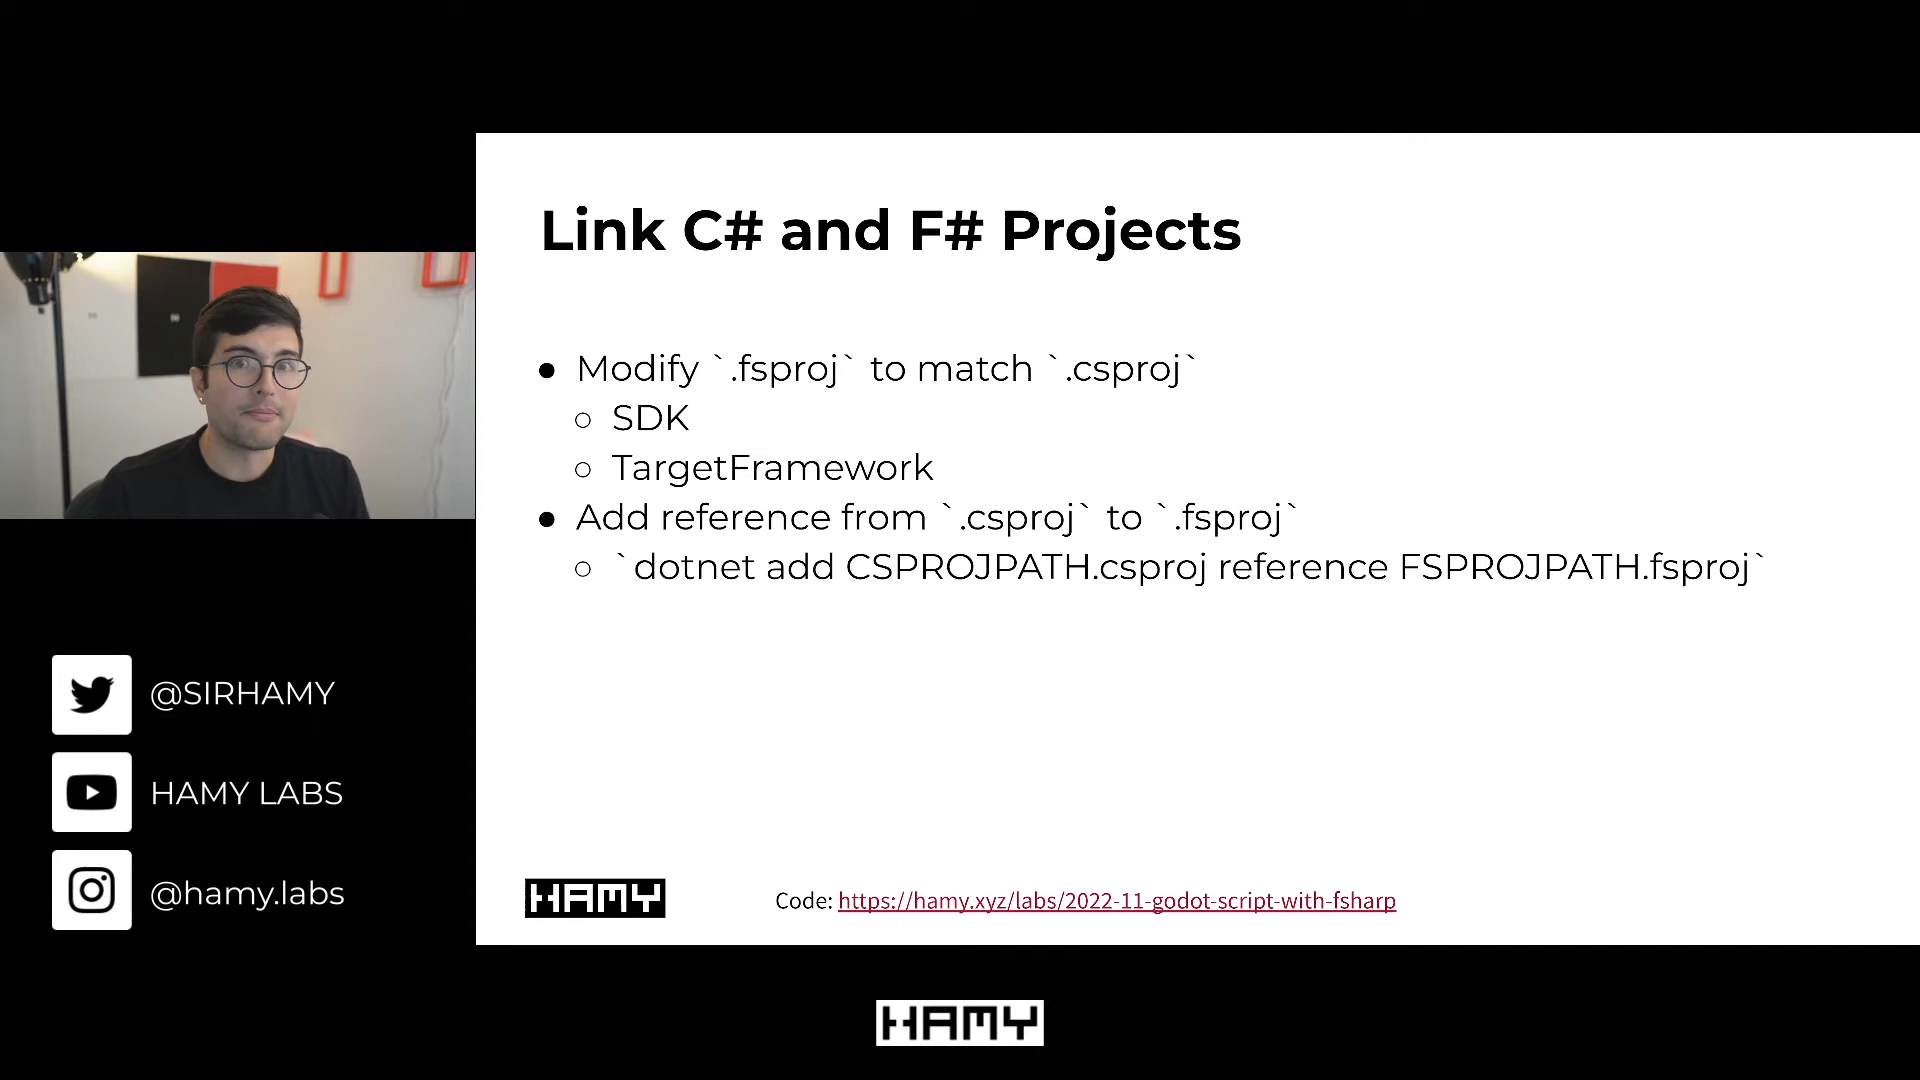 Link C# and F# Projects
● Modify `.fsproj` to match `.csproj`
○ SDK
○ TargetFramework
● Add reference from `.csproj` to `.fsproj`
○ `dotnet add CSPROJPATH.csproj reference FSPROJPATH.fsproj`
@SIRHAMY
HAMY LABS
@hamy.labs
HAMY
Code: https://hamy.xyz/labs/2022-11-godot-script-with-fsharp
HAMY